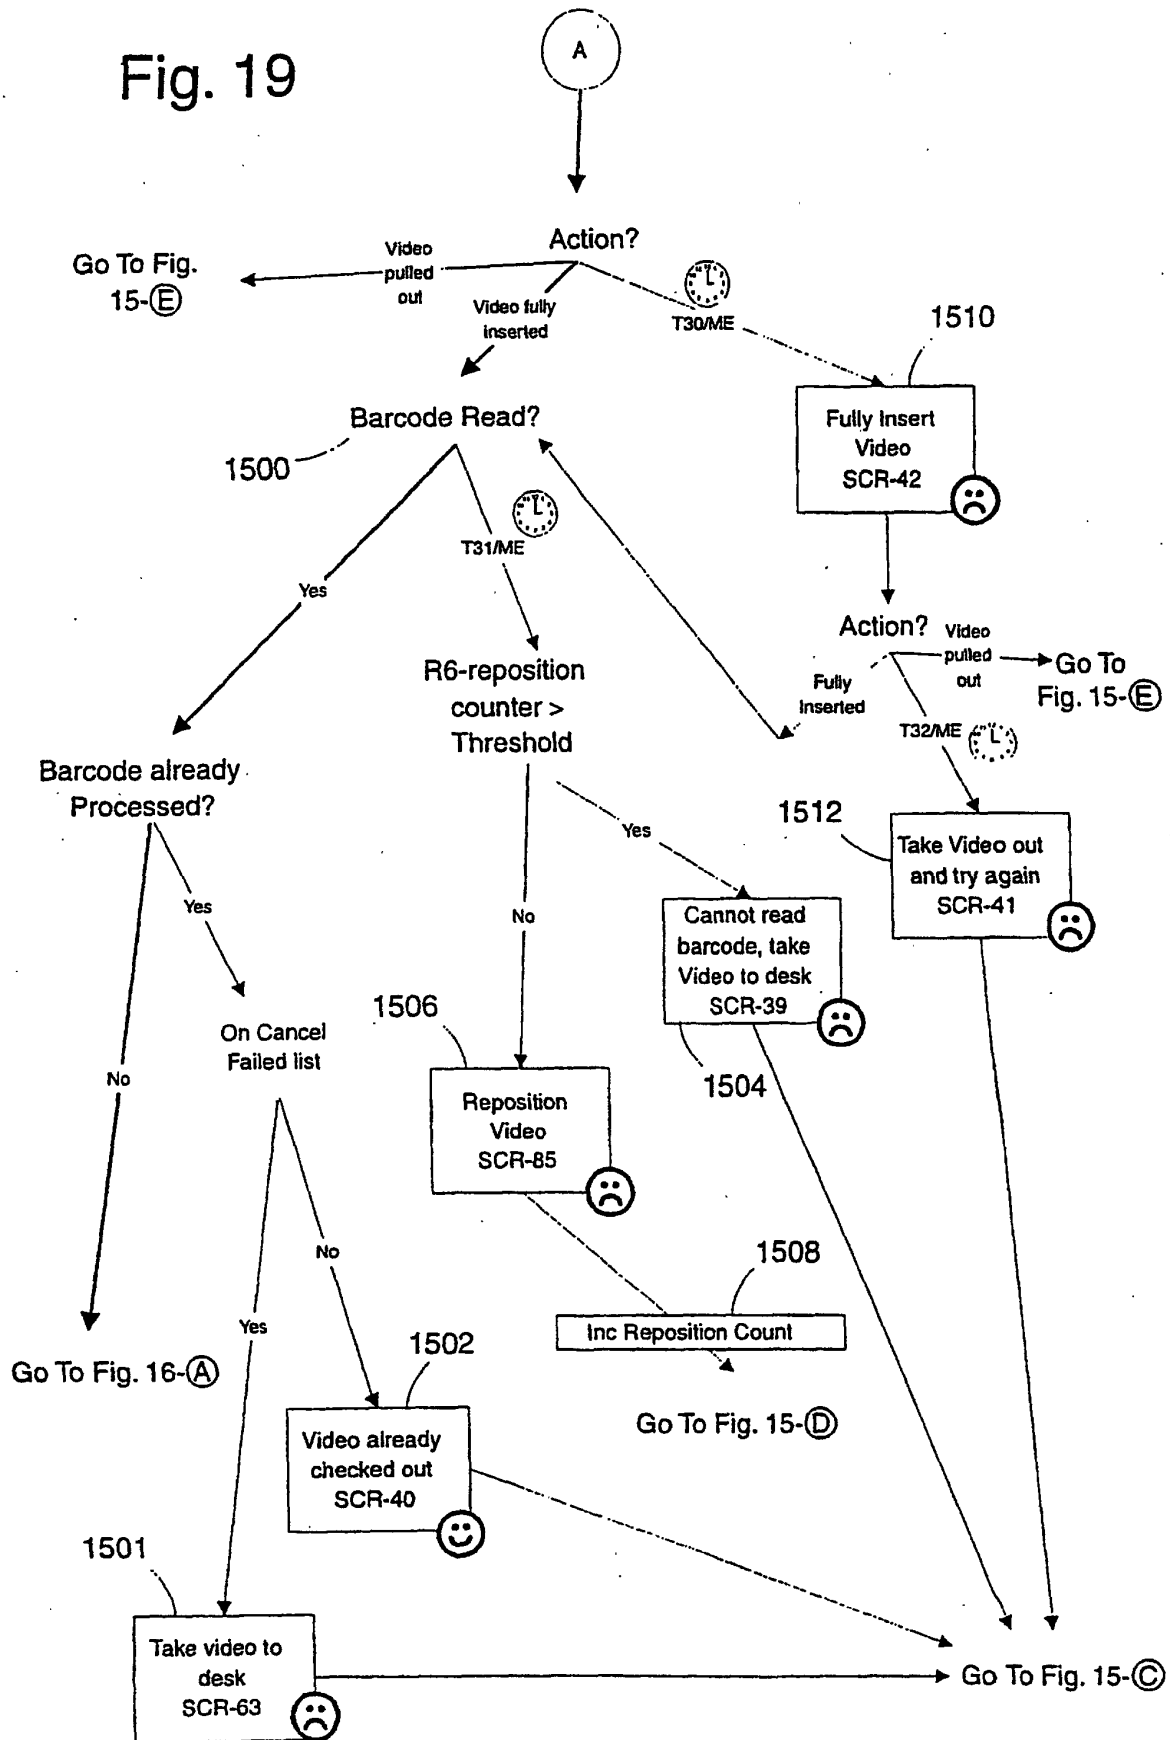 Fig. 19
A
Action?
Video
pulled
out
Go To Fig.
15-Ⓔ
Video fully
inserted
T30/ME
1510
Fully Insert
Video
SCR-42
Barcode Read?
1500
T31/ME
Yes
Action?
Video
pulled
out
Go To
Fig. 15-Ⓔ
Fully
Inserted
T32/ME
R6-reposition
counter >
Threshold
Barcode already
Processed?
1512
Take Video out
and try again
SCR-41
Yes
Yes
No
Cannot read
barcode, take
Video to desk
SCR-39
1504
1506
On Cancel
Failed list
No
Reposition
Video
SCR-85
No
1508
Inc Reposition Count
Yes
1502
Go To Fig. 16-Ⓐ
Go To Fig. 15-Ⓓ
Video already
checked out
SCR-40
1501
Take video to
desk
SCR-63
Go To Fig. 15-Ⓒ